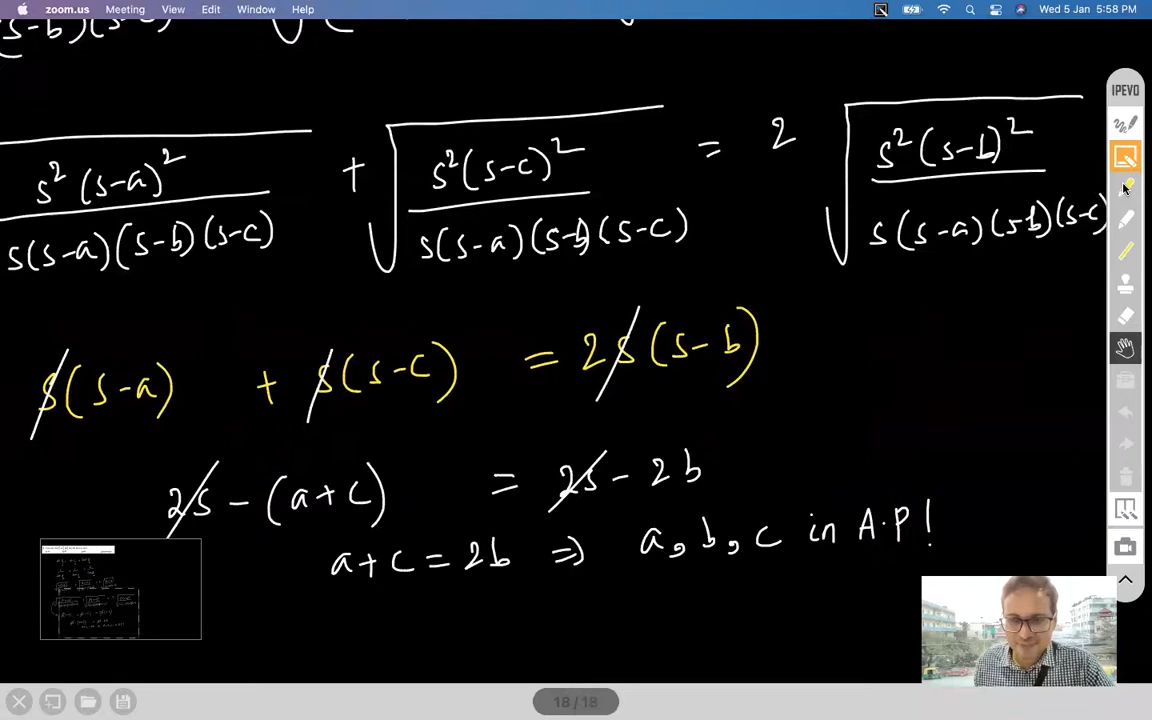 zoom.us Meeting View Edit Window Help Wed 5 Jan 5:58 PM
(s-b)(s-c)
IPEVO
s²(s-a)² / s(s-a)(s-b)(s-c) + √(s²(s-c)² / s(s-a)(s-b)(s-c)) = 2 √(s²(s-b)² / s(s-a)(s-b)(s-c))
s(s-a) + s(s-c) = 2s(s-b)
2s - (a+c) = 2s - 2b
a+c = 2b ⇒ a, b, c in A.P!
18 / 18